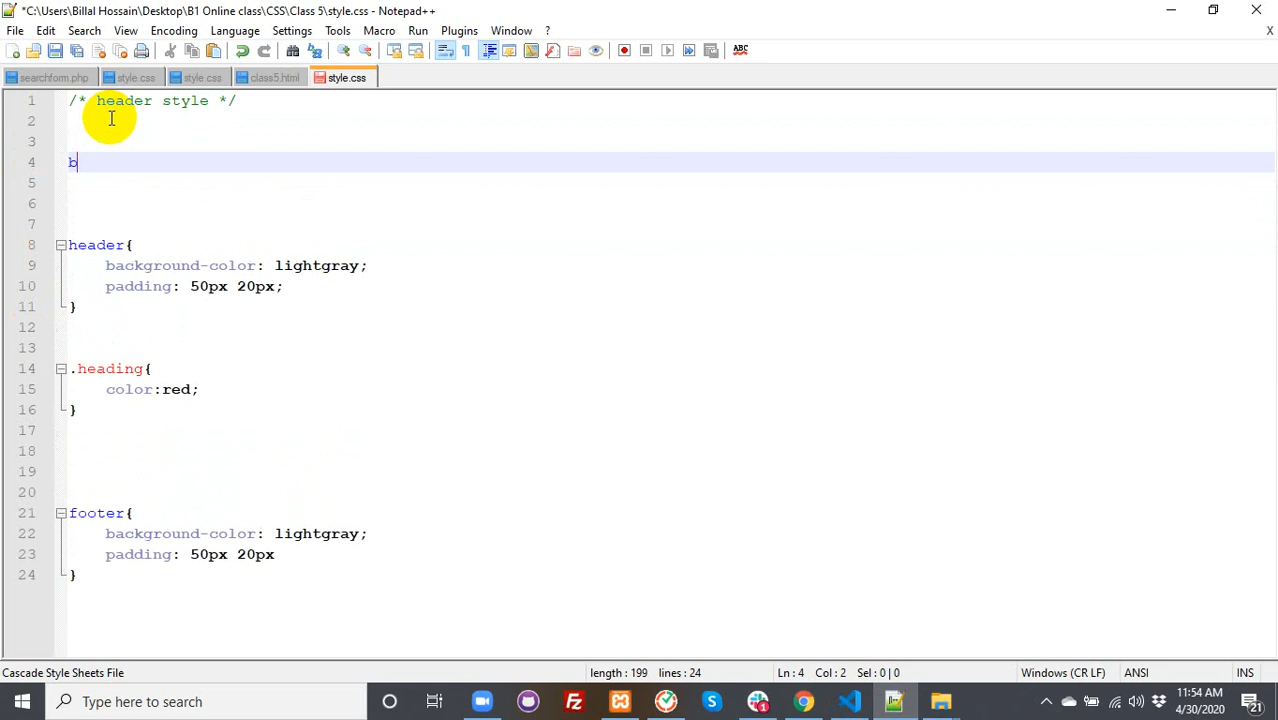 *C:\Users\Billal Hossain\Desktop\B1 Online class\CSS\Class 5\style.css - Notepad++
File Edit Search View Encoding Language Settings Tools Macro Run Plugins Window ? X
searchform.php style.css style.css class5.html style.css
1 /* header style */
2
3
4 b
5
6
7
8 header{
9 background-color: lightgray;
10 padding: 50px 20px;
11 }
12
13
14 .heading{
15 color:red;
16 }
17
18
19
20
21 footer{
22 background-color: lightgray;
23 padding: 50px 20px
24 }
Cascade Style Sheets File length : 199 lines : 24 Ln : 4 Col : 2 Sel : 0 | 0 Windows (CR LF) ANSI INS
Type here to search 11:54 AM
4/30/2020 21